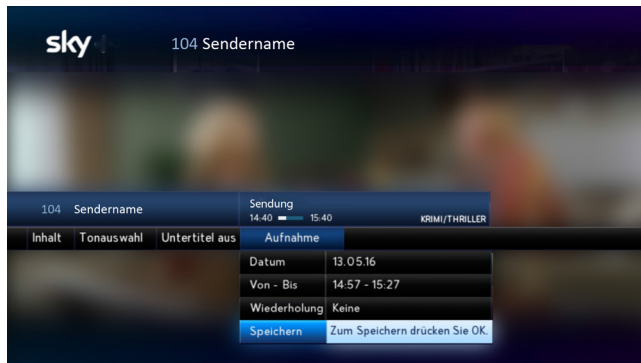 sky
104 Sendername
104 Sendername
Sendung
14:40 15:40 KRIMI/THRILLER
Inhalt Tonauswahl Untertitel aus Aufnahme
Datum 13.05.16
Von - Bis 14:57 - 15:27
Wiederholung Keine
Speichern Zum Speichern drücken Sie OK.